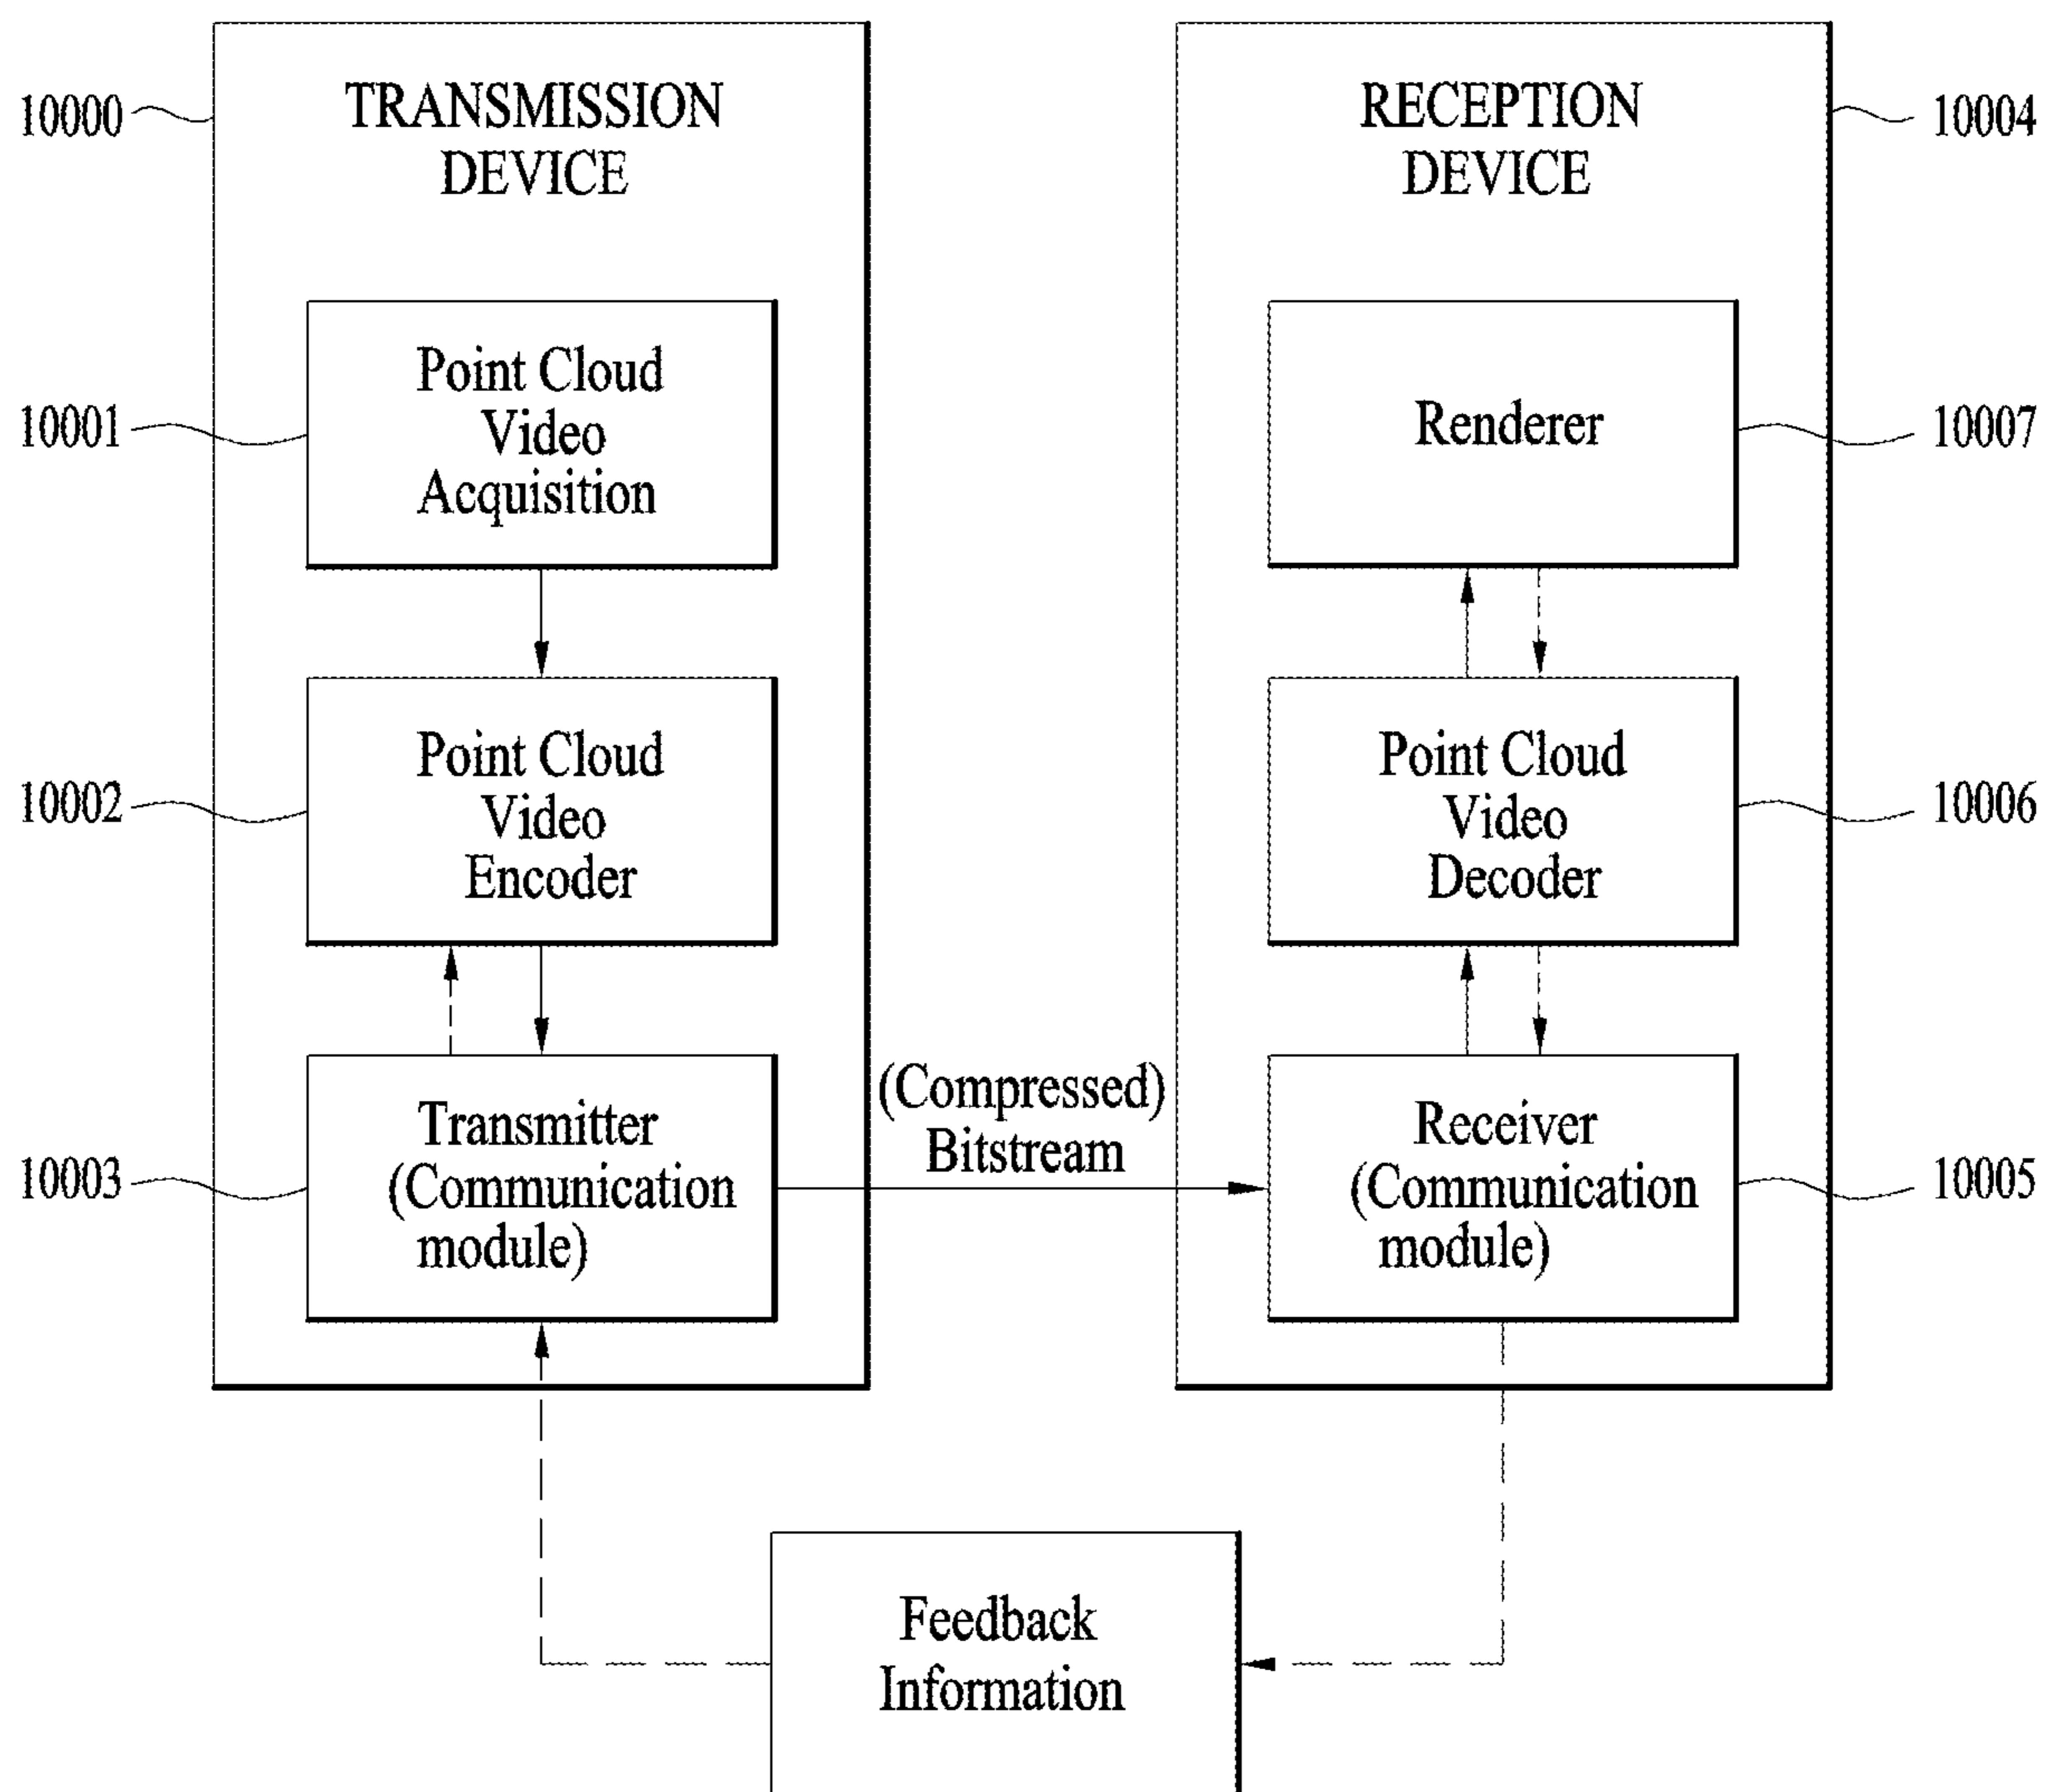 10000
TRANSMISSION
DEVICE
10001
Point Cloud
Video
Acquisition
10002
Point Cloud
Video
Encoder
10003
Transmitter
(Communication
module)
(Compressed)
Bitstream
RECEPTION
DEVICE
10004
Renderer
10007
Point Cloud
Video
Decoder
10006
Receiver
(Communication
module)
10005
Feedback
Information